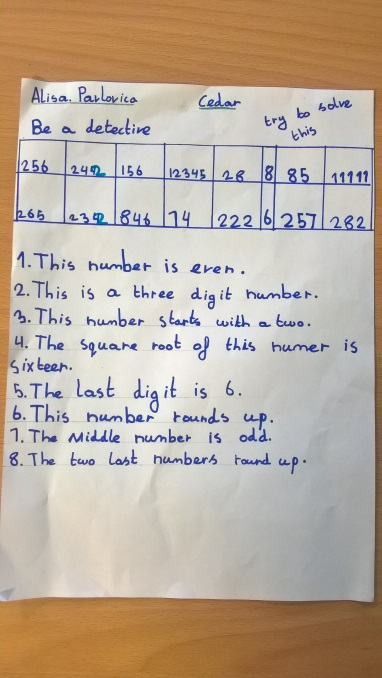 Alisa. Pavlovica Cedar try to solve
this
Be a detective
256 242 156 12345 28 8 85 11111
265 232 846 74 222 6 257 282
1. This number is even.
2. This is a three digit number.
3. This number starts with a two.
4. The square root of this numer is
sixteen.
5. The last digit is 6.
6. This number rounds up.
7. The Middle number is odd.
8. The two last numbers round up.